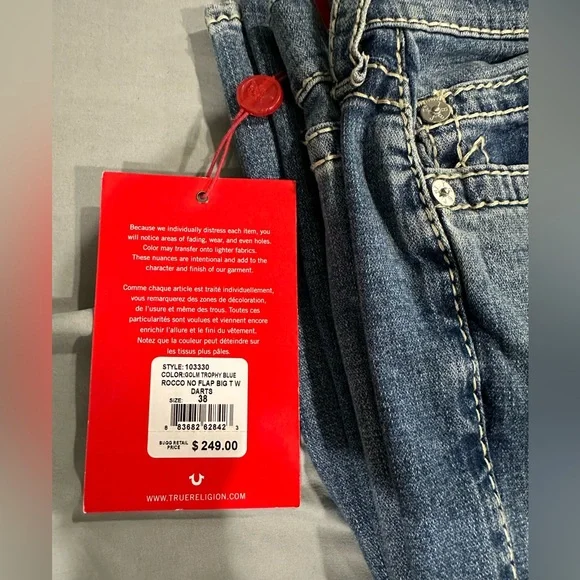 Because we individually distress each item, you
will notice areas of fading, wear, and even holes.
Color may transfer onto lighter fabrics.
These nuances are intentional and add to the
character and finish of our garment.
Comme chaque article est traité individuellement,
vous remarquerez des zones de décoloration,
de l'usure et même des trous. Toutes ces
particularités sont voulues et viennent encore
enrichir l'allure et le fini du vêtement.
Notez que la couleur peut déteindre sur
les tissus plus pâles.
STYLE:103330
COLOR:GOLM TROPHY BLUE
ROCCO NO FLAP BIG T W
DARTS
SIZE: 38
8 83682 62842 3
SUGG RETAIL
PRICE $ 249.00
WWW.TRUERELIGION.COM